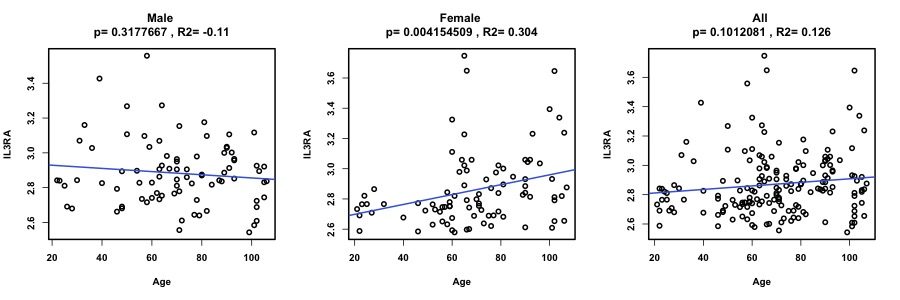 Male
p= 0.3177667 , R2= -0.11
IL3RA
3.4
3.2
3.0
2.8
2.6
20 40 60 80 100
Age
Female
p= 0.004154509 , R2= 0.304
IL3RA
3.6
3.4
3.2
3.0
2.8
2.6
20 40 60 80 100
Age
All
p= 0.1012081 , R2= 0.126
IL3RA
3.6
3.4
3.2
3.0
2.8
2.6
20 40 60 80 100
Age